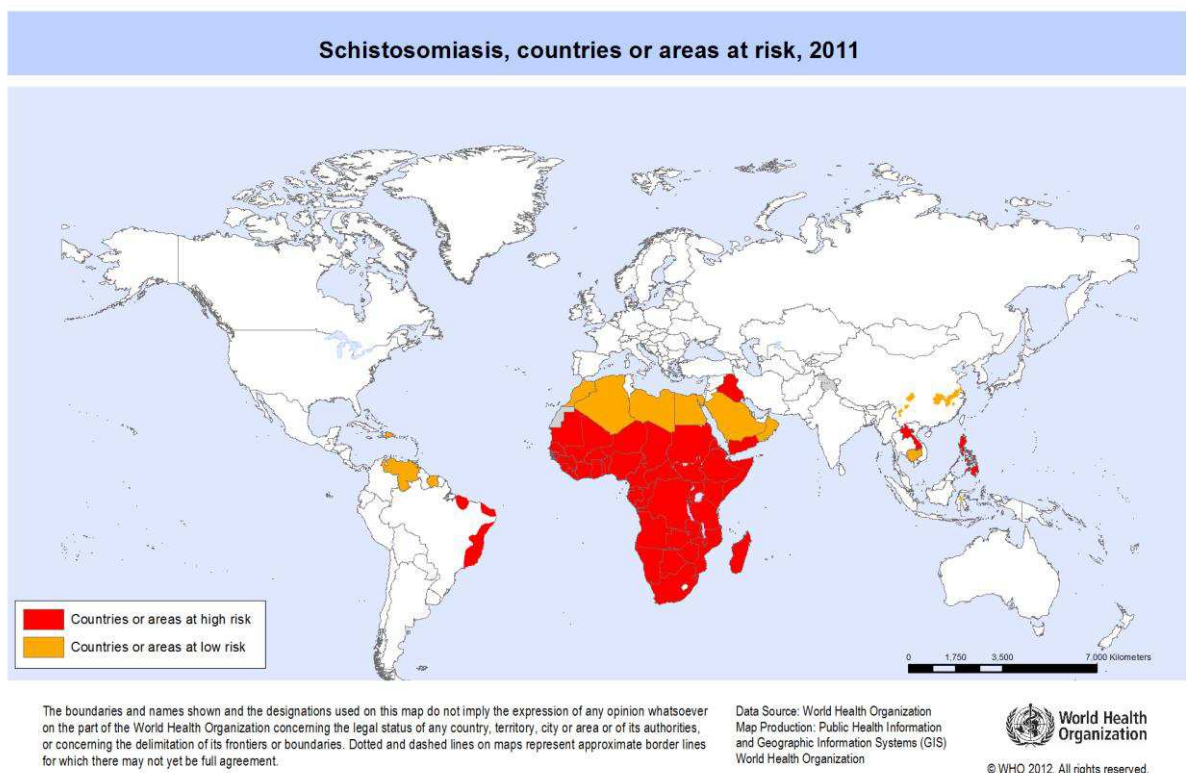 Schistosomiasis, countries or areas at risk, 2011
Countries or areas at high risk
Countries or areas at low risk
0 1,750 3,500 7,000 Kilometers
The boundaries and names shown and the designations used on this map do not imply the expression of any opinion whatsoever
on the part of the World Health Organization concerning the legal status of any country, territory, city or area or of its authorities,
or concerning the delimitation of its frontiers or boundaries. Dotted and dashed lines on maps represent approximate border lines
for which there may not yet be full agreement.
Data Source: World Health Organization
Map Production: Public Health Information
and Geographic Information Systems (GIS)
World Health Organization
World Health
Organization
© WHO 2012. All rights reserved.